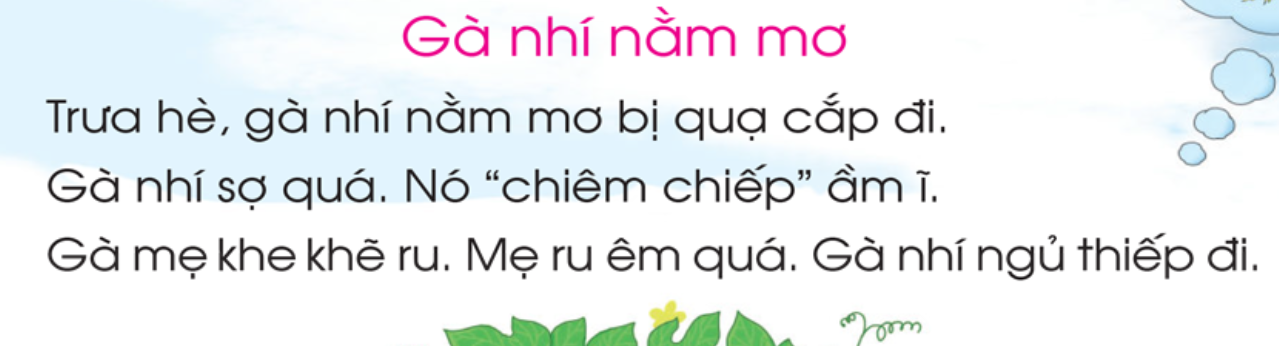 Gà nhí nằm mơ
Trưa hè, gà nhí nằm mơ bị quạ cắp đi.
Gà nhí sợ quá. Nó “chiêm chiếp” ầm ĩ.
Gà mẹ khe khẽ ru. Mẹ ru êm quá. Gà nhí ngủ thiếp đi.